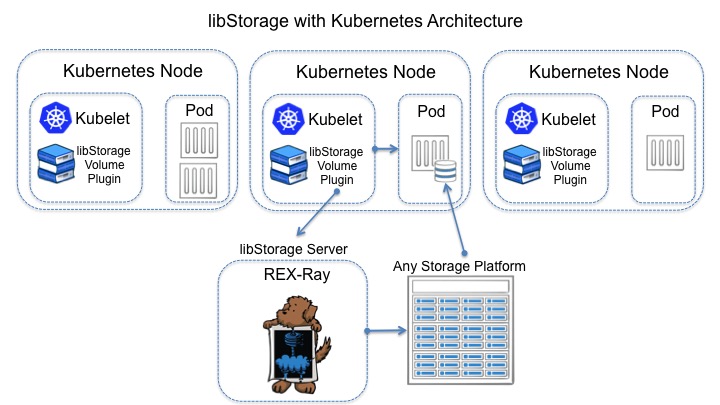 libStorage with Kubernetes Architecture
Kubernetes Node
Kubelet
libStorage
Volume
Plugin
Pod
Kubernetes Node
Kubelet
libStorage
Volume
Plugin
Pod
Kubernetes Node
Kubelet
libStorage
Volume
Plugin
Pod
libStorage Server
REX-Ray
Any Storage Platform